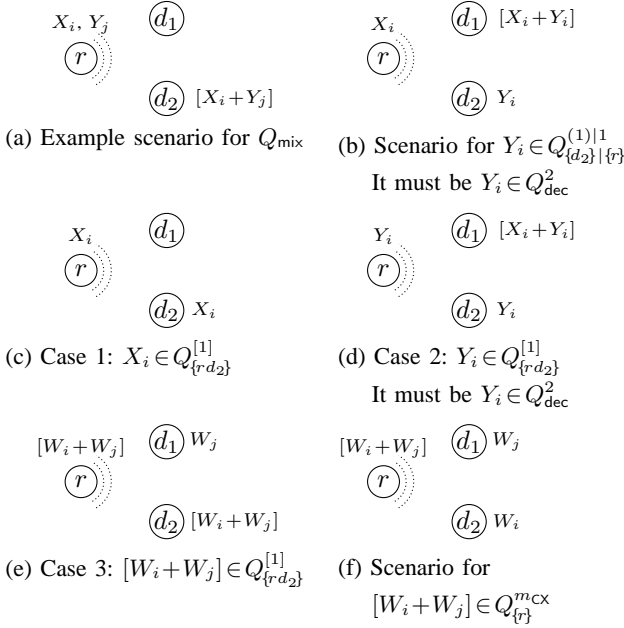 X_i, Y_j d_1
r
d_2 [X_i+Y_j]
(a) Example scenario for Q_mix
X_i d_1 [X_i+Y_i]
r
d_2 Y_i
(b) Scenario for Y_i ∈ Q^{(1)|1}_{{d_2}|{r}}
It must be Y_i ∈ Q^2_dec
X_i d_1
r
d_2 X_i
(c) Case 1: X_i ∈ Q^{[1]}_{{rd_2}}
Y_i d_1 [X_i+Y_i]
r
d_2 Y_i
(d) Case 2: Y_i ∈ Q^{[1]}_{{rd_2}}
It must be Y_i ∈ Q^2_dec
[W_i+W_j] d_1 W_j
r
d_2 [W_i+W_j]
(e) Case 3: [W_i+W_j] ∈ Q^{[1]}_{{rd_2}}
[W_i+W_j] d_1 W_j
r
d_2 W_i
(f) Scenario for
[W_i+W_j] ∈ Q^{m_CX}_{{r}}